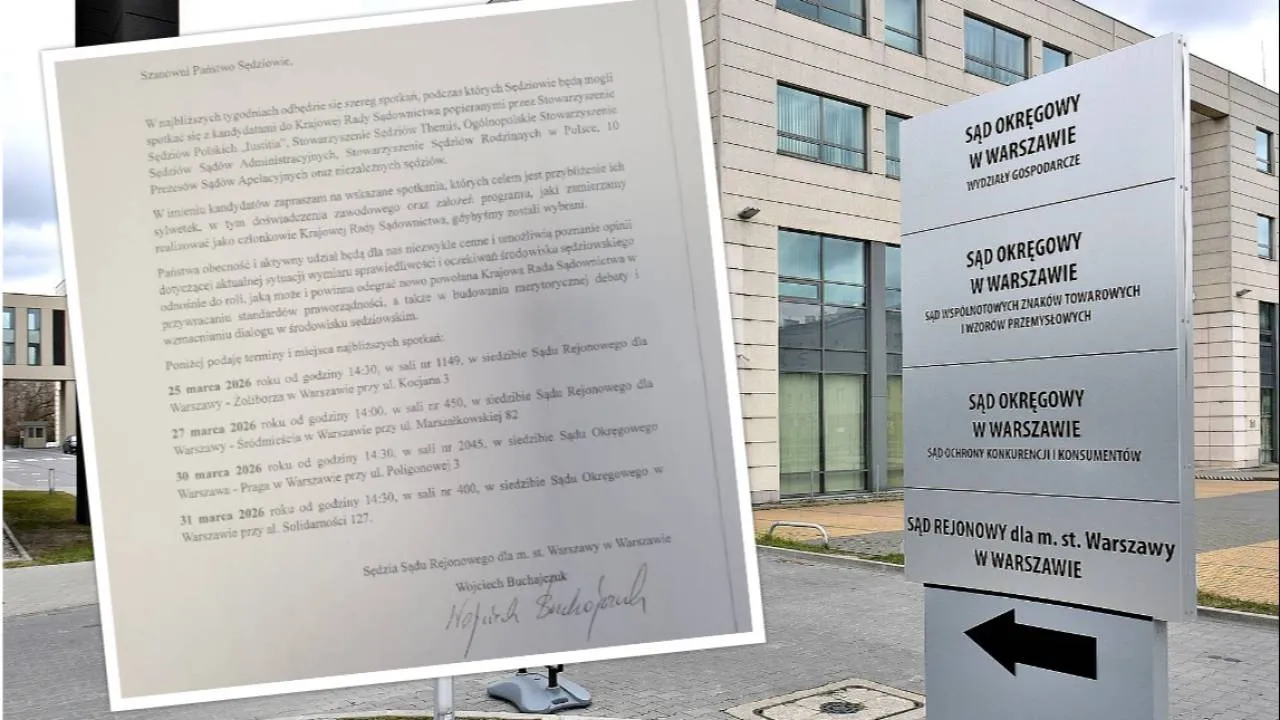 Szanowni Państwo Sędziowie,
W najbliższych tygodniach odbędzie się szereg spotkań, podczas których Sędziowie będą mogli
spotkać się z kandydatami do Krajowej Rady Sądownictwa popieranymi przez Stowarzyszenie
Sędziów Polskich „Iustitia”, Stowarzyszenie Sędziów Themis, Ogólnopolskie Stowarzyszenie
Sędziów Sądów Administracyjnych, Stowarzyszenie Sędziów Rodzinnych w Polsce, 10
Prezesów Sądów Apelacyjnych oraz niezależnych sędziów.
W imieniu kandydatów zapraszam na wskazane spotkania, których celem jest przybliżenie ich
sylwetek, w tym doświadczenia zawodowego oraz założeń programu, jaki zamierzamy
realizować jako członkowie Krajowej Rady Sądownictwa, gdybyśmy zostali wybrani.
Państwa obecność i aktywny udział będą dla nas niezwykle cenne i umożliwią poznanie opinii
dotyczącej aktualnej sytuacji wymiaru sprawiedliwości i oczekiwań środowiska sędziowskiego
odnośnie do roli, jaką może i powinna odegrać nowo powołana Krajowa Rada Sądownictwa w
przywracaniu standardów praworządności, a także w budowaniu merytorycznej debaty i
wzmacnianiu dialogu w środowisku sędziowskim.
Poniżej podaję terminy i miejsca najbliższych spotkań:
25 marca 2026 roku od godziny 14:30, w sali nr 1149, w siedzibie Sądu Rejonowego dla
Warszawy - Żoliborza w Warszawie przy ul. Kocjana 3
27 marca 2026 roku od godziny 14:00, w sali nr 450, w siedzibie Sądu Rejonowego dla
Warszawy - Śródmieścia w Warszawie przy ul. Marszałkowskiej 82
30 marca 2026 roku od godziny 14:30, w sali nr 2045, w siedzibie Sądu Okręgowego
Warszawa - Praga w Warszawie przy ul. Poligonowej 3
31 marca 2026 roku od godziny 14:30, w sali nr 400, w siedzibie Sądu Okręgowego w
Warszawie przy al. Solidarności 127.
Sędzia Sądu Rejonowego dla m. st. Warszawy w Warszawie
Wojciech Buchajczuk
Wojciech Buchajczuk
SĄD OKRĘGOWY
W WARSZAWIE
WYDZIAŁY GOSPODARCZE
SĄD OKRĘGOWY
W WARSZAWIE
SĄD WSPÓLNOTOWYCH ZNAKÓW TOWAROWYCH
I WZORÓW PRZEMYSŁOWYCH
SĄD OKRĘGOWY
W WARSZAWIE
SĄD OCHRONY KONKURENCJI I KONSUMENTÓW
SĄD REJONOWY dla m. st. Warszawy
W WARSZAWIE